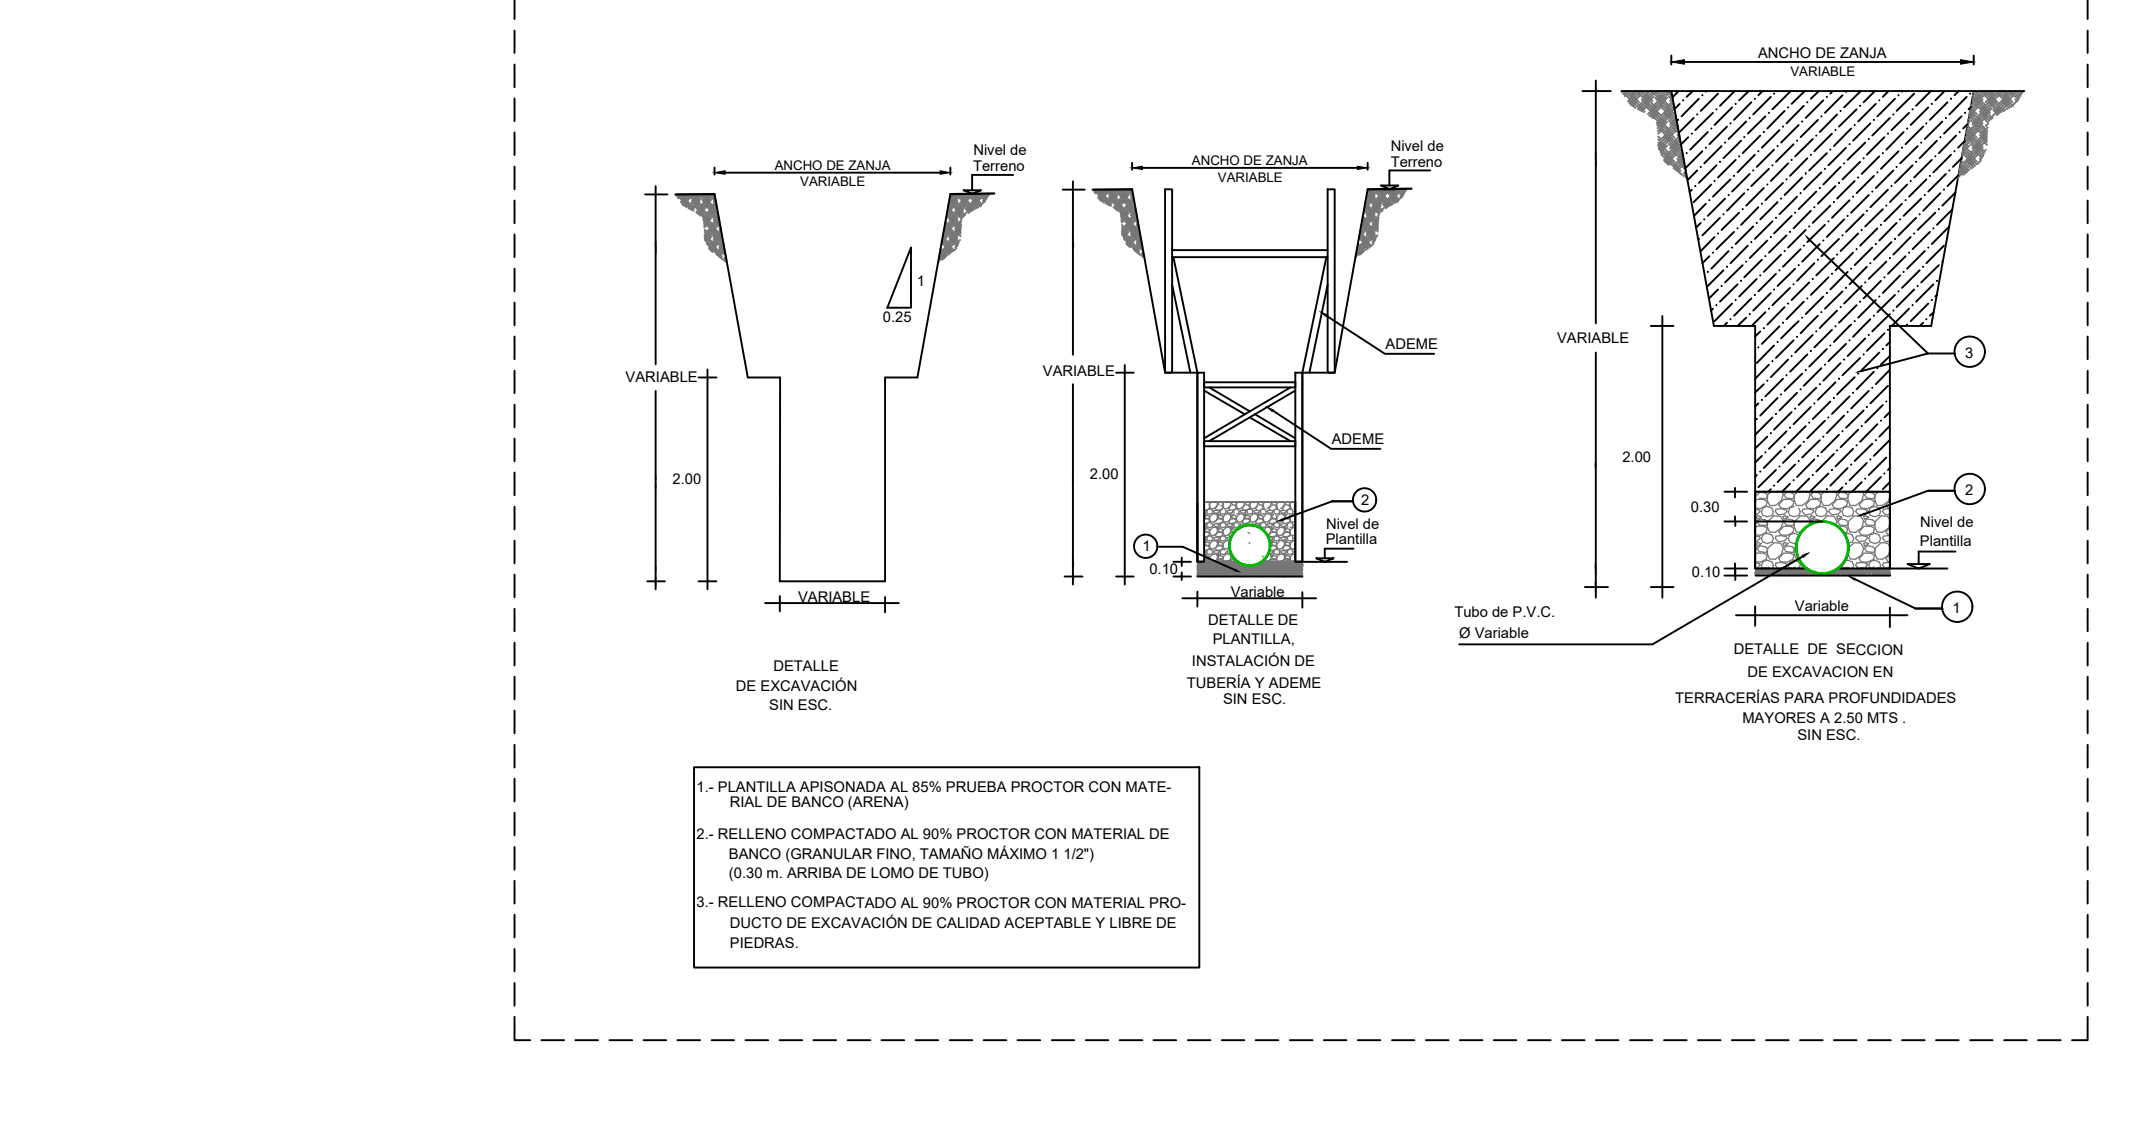 ANCHO DE ZANJA
VARIABLE
Nivel de
Terreno
1
0.25
VARIABLE
2.00
VARIABLE
DETALLE
DE EXCAVACIÓN
SIN ESC.
ANCHO DE ZANJA
VARIABLE
Nivel de
Terreno
ADEME
VARIABLE
ADEME
2.00
2
Nivel de
Plantilla
1
0.10
Variable
DETALLE DE
PLANTILLA,
INSTALACIÓN DE
TUBERÍA Y ADEME
SIN ESC.
ANCHO DE ZANJA
VARIABLE
VARIABLE
3
2.00
2
0.30
Nivel de
Plantilla
0.10
1
Variable
Tubo de P.V.C.
Ø Variable
DETALLE DE SECCION
DE EXCAVACION EN
TERRACERÍAS PARA PROFUNDIDADES
MAYORES A 2.50 MTS .
SIN ESC.
1.- PLANTILLA APISONADA AL 85% PRUEBA PROCTOR CON MATE-
RIAL DE BANCO (ARENA)
2.- RELLENO COMPACTADO AL 90% PROCTOR CON MATERIAL DE
BANCO (GRANULAR FINO, TAMAÑO MÁXIMO 1 1/2")
(0.30 m. ARRIBA DE LOMO DE TUBO)
3.- RELLENO COMPACTADO AL 90% PROCTOR CON MATERIAL PRO-
DUCTO DE EXCAVACIÓN DE CALIDAD ACEPTABLE Y LIBRE DE
PIEDRAS.